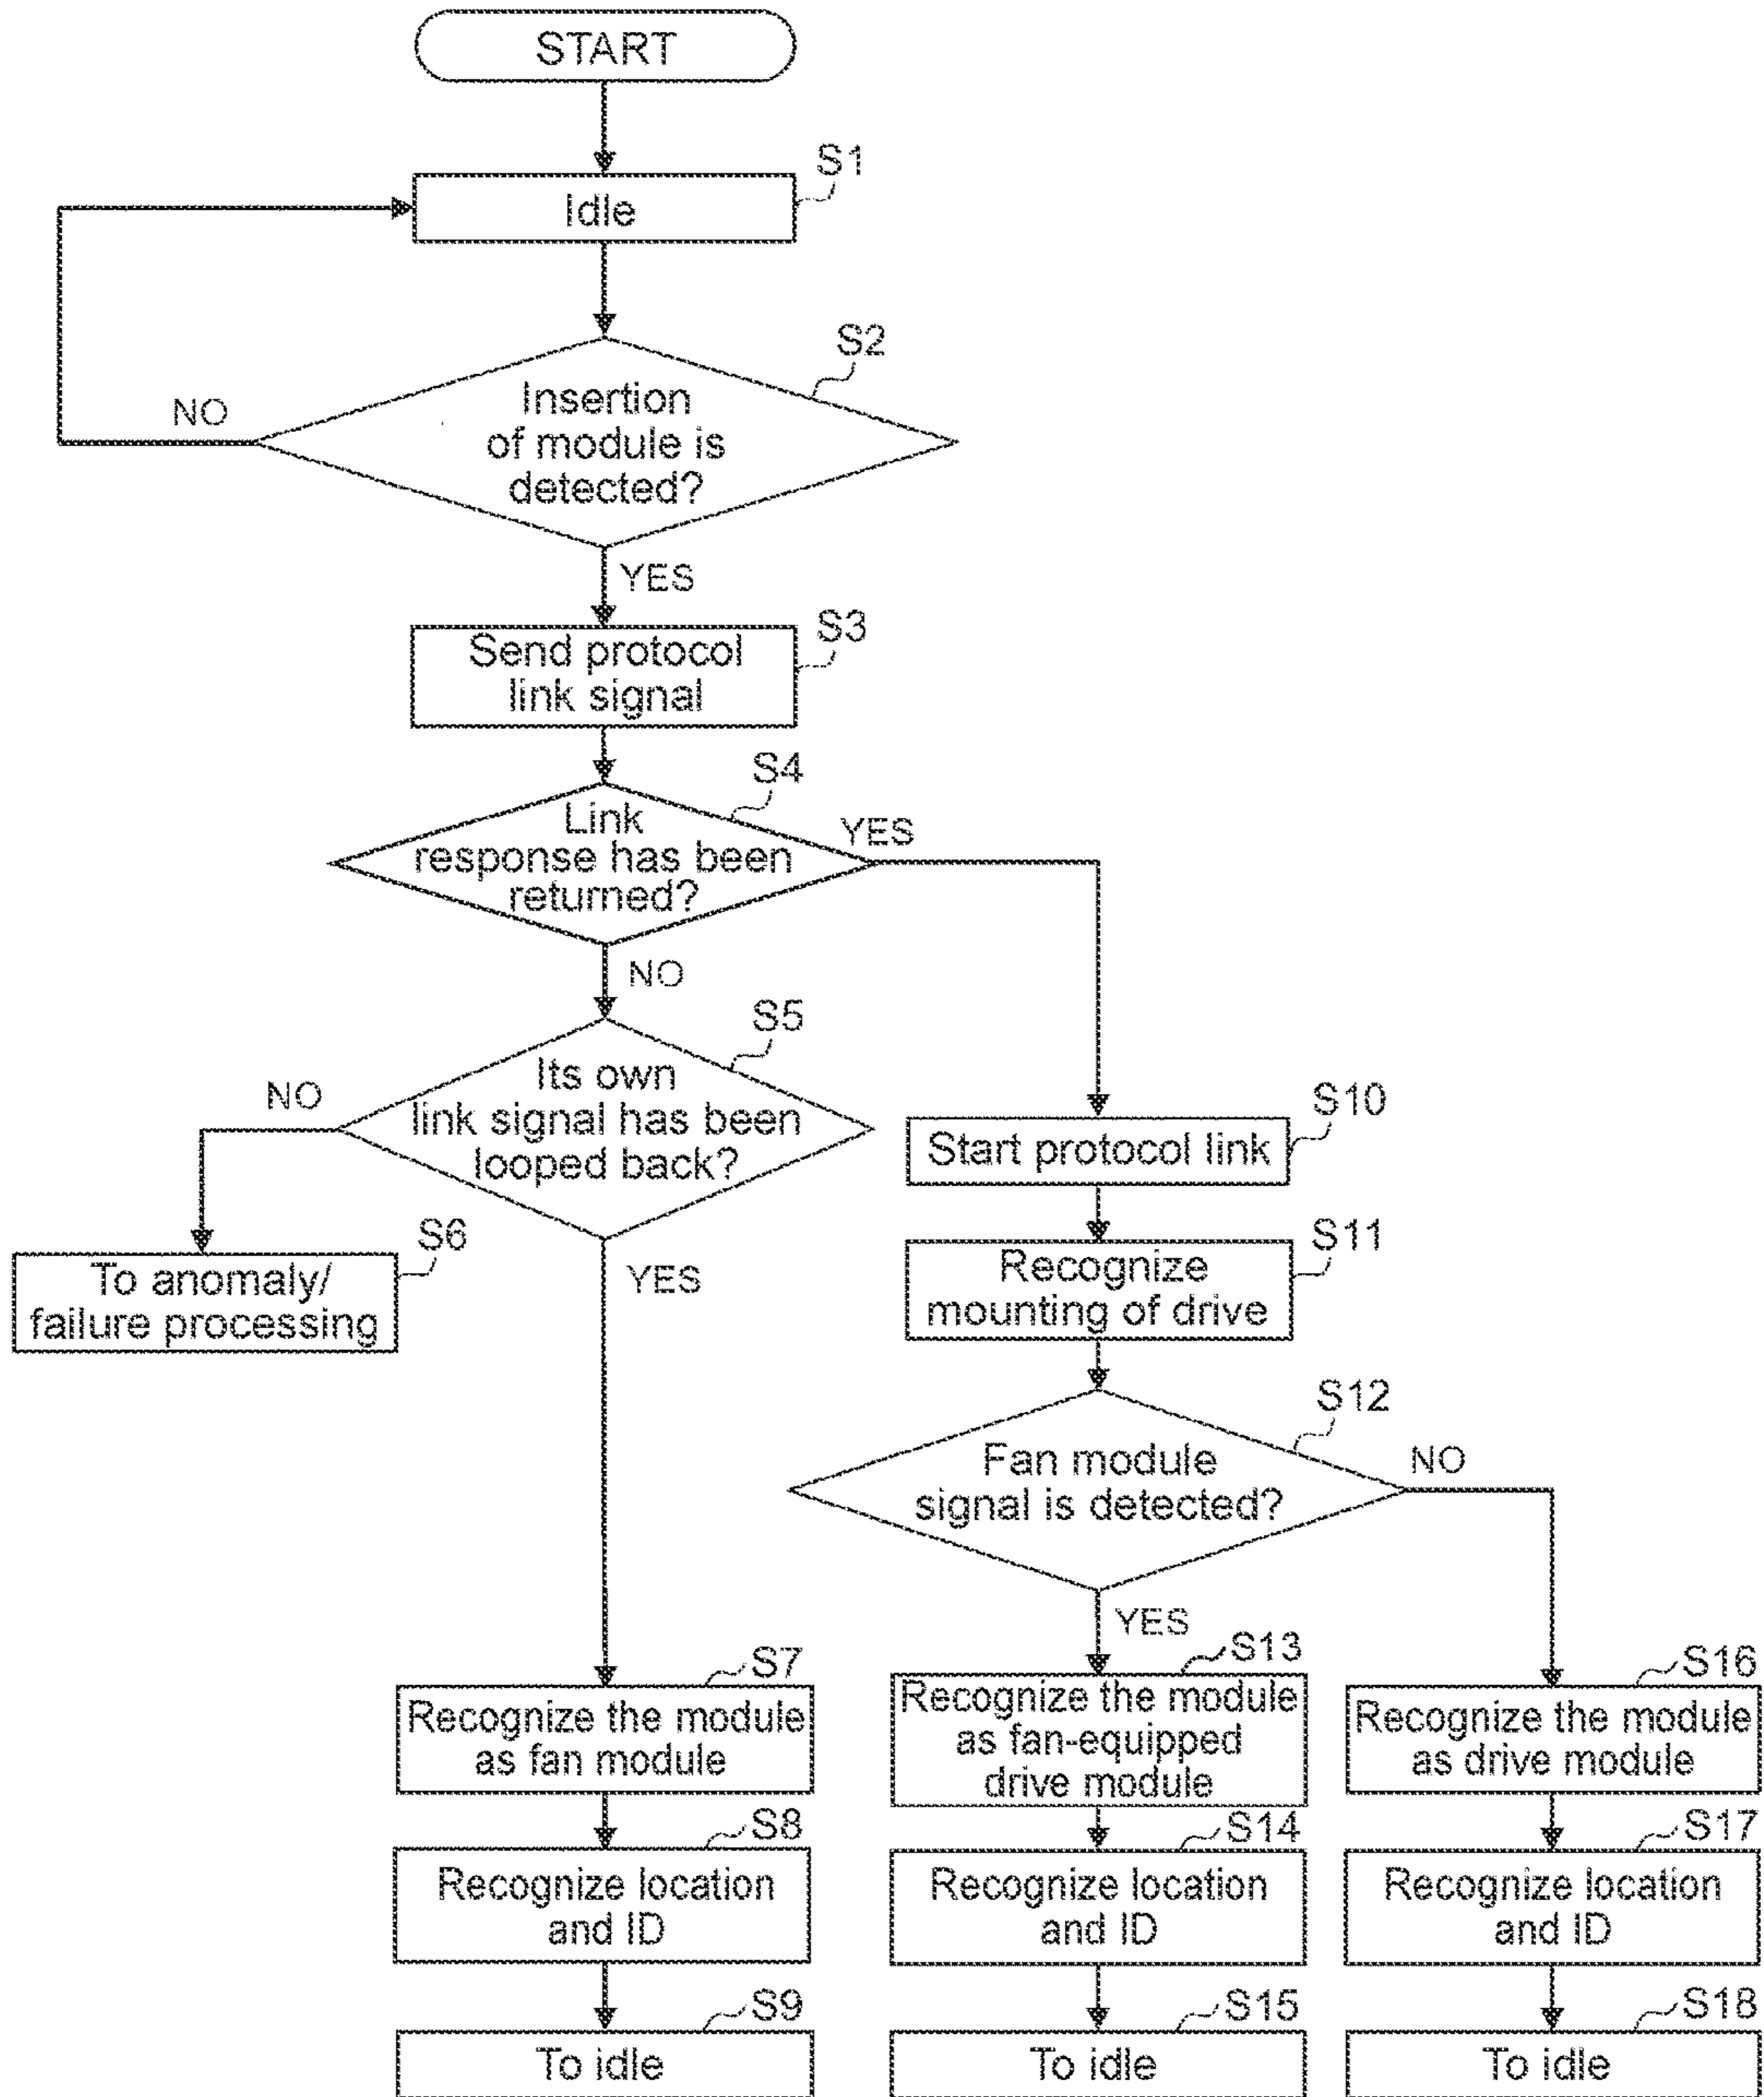 START
S1
Idle
S2
Insertion
of module is
detected?
NO
YES
S3
Send protocol
link signal
S4
Link
response has been
returned?
YES
NO
S5
Its own
link signal has been
looped back?
NO
YES
S6
To anomaly/
failure processing
S10
Start protocol link
S11
Recognize
mounting of drive
S12
Fan module
signal is detected?
NO
YES
S7
Recognize the module
as fan module
S8
Recognize location
and ID
S9
To idle
S13
Recognize the module
as fan-equipped
drive module
S14
Recognize location
and ID
S15
To idle
S16
Recognize the module
as drive module
S17
Recognize location
and ID
S18
To idle